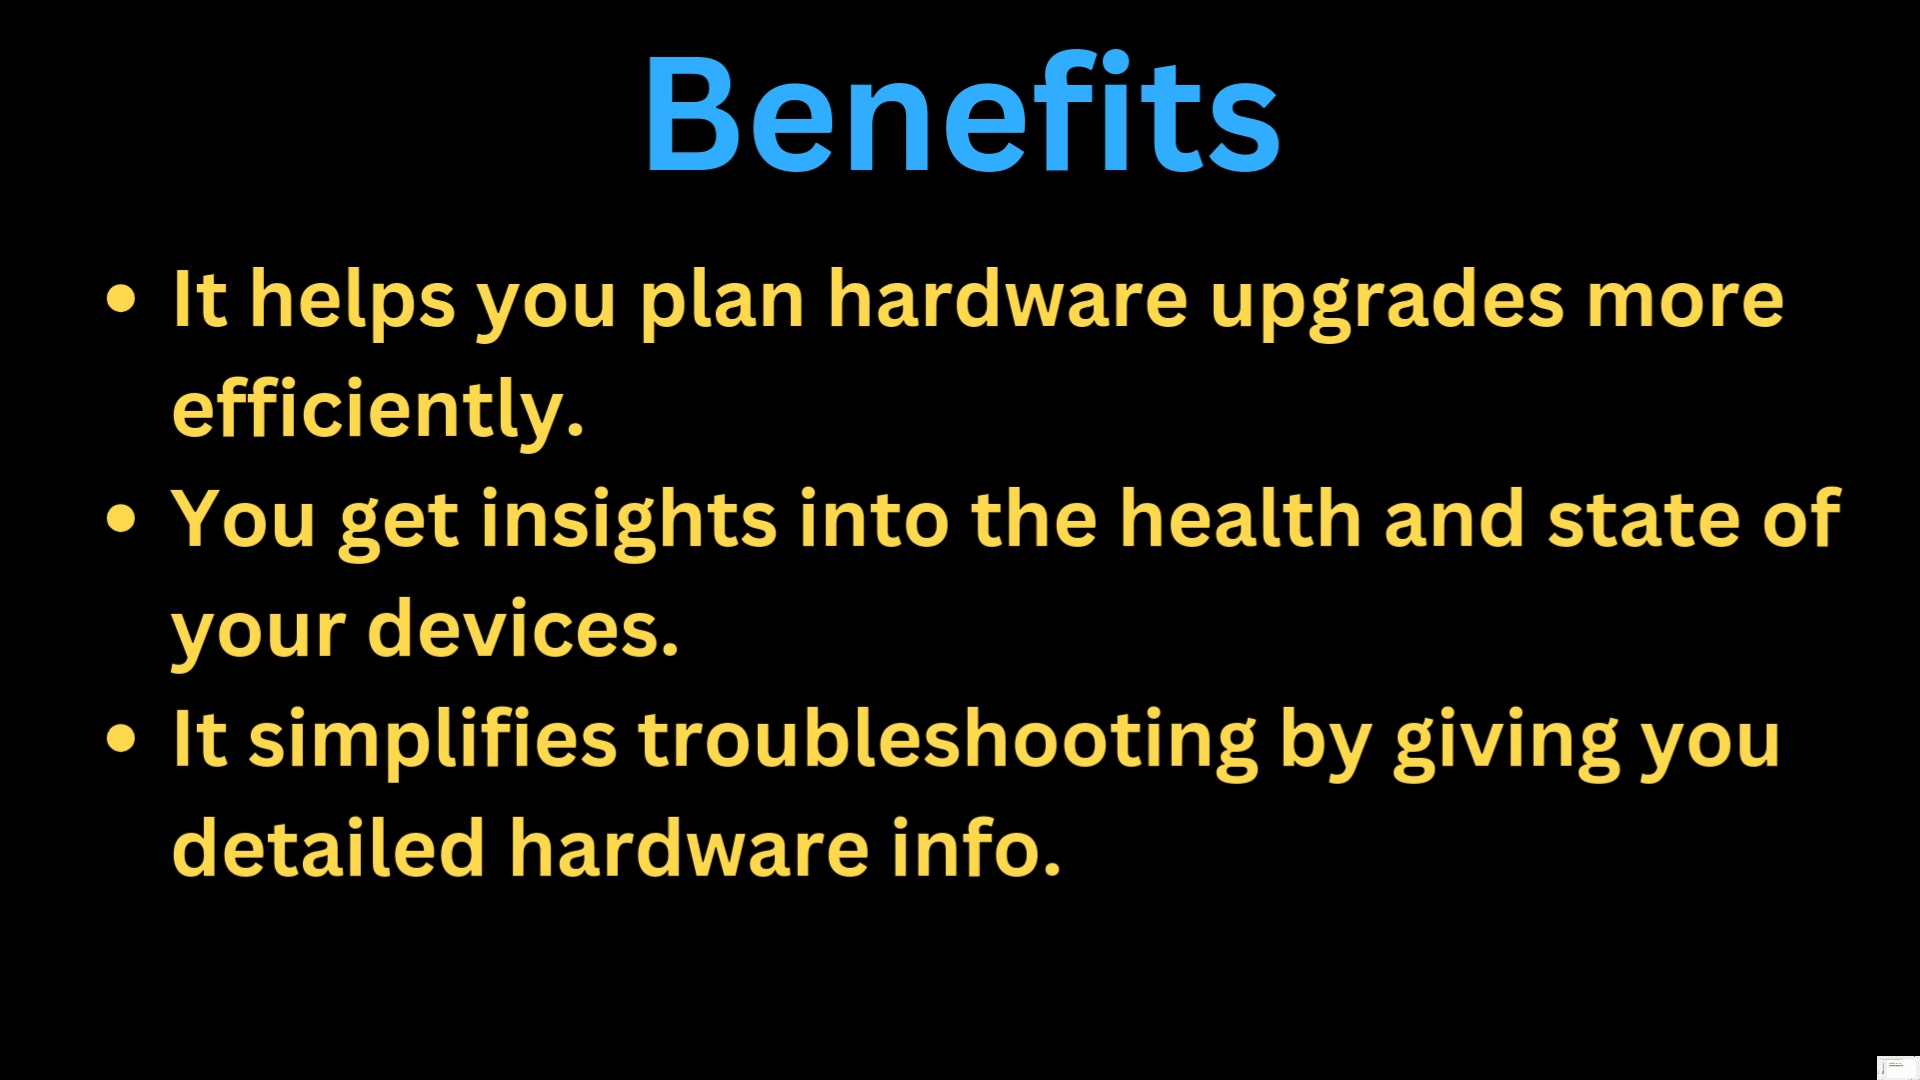 Benefits
• It helps you plan hardware upgrades more
efficiently.
• You get insights into the health and state of
your devices.
• It simplifies troubleshooting by giving you
detailed hardware info.